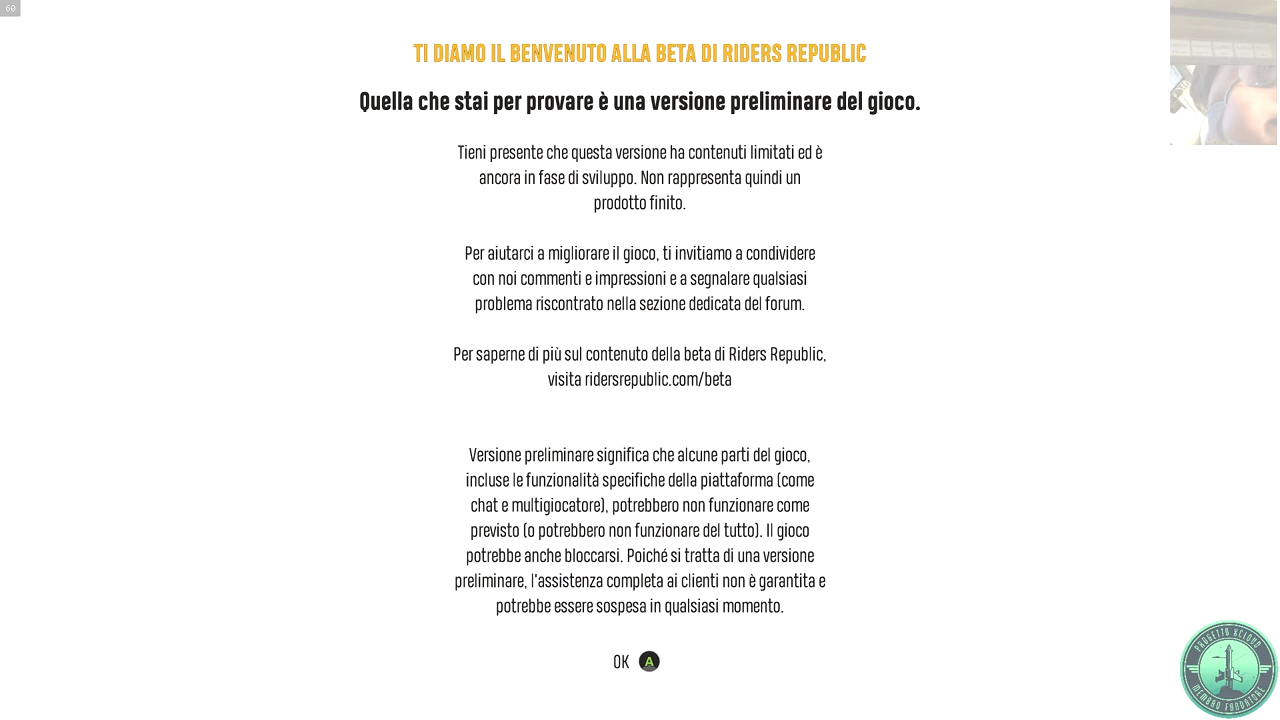 60
TI DIAMO IL BENVENUTO ALLA BETA DI RIDERS REPUBLIC
Quella che stai per provare è una versione preliminare del gioco.
Tieni presente che questa versione ha contenuti limitati ed è
ancora in fase di sviluppo. Non rappresenta quindi un
prodotto finito.
Per aiutarci a migliorare il gioco, ti invitiamo a condividere
con noi commenti e impressioni e a segnalare qualsiasi
problema riscontrato nella sezione dedicata del forum.
Per saperne di più sul contenuto della beta di Riders Republic,
visita ridersrepublic.com/beta
Versione preliminare significa che alcune parti del gioco,
incluse le funzionalità specifiche della piattaforma (come
chat e multigiocatore), potrebbero non funzionare come
previsto (o potrebbero non funzionare del tutto). Il gioco
potrebbe anche bloccarsi. Poiché si tratta di una versione
preliminare, l'assistenza completa ai clienti non è garantita e
potrebbe essere sospesa in qualsiasi momento.
OK A
PROGETTO XCLOUD
MEMBRO FONDATORE